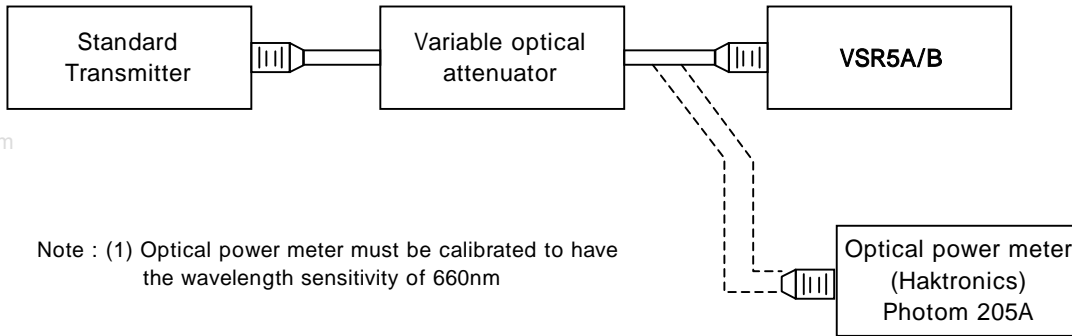 Standard
Transmitter
Variable optical
attenuator
VSR5A/B
m
Note : (1) Optical power meter must be calibrated to have
the wavelength sensitivity of 660nm
Optical power meter
(Haktronics)
Photom 205A